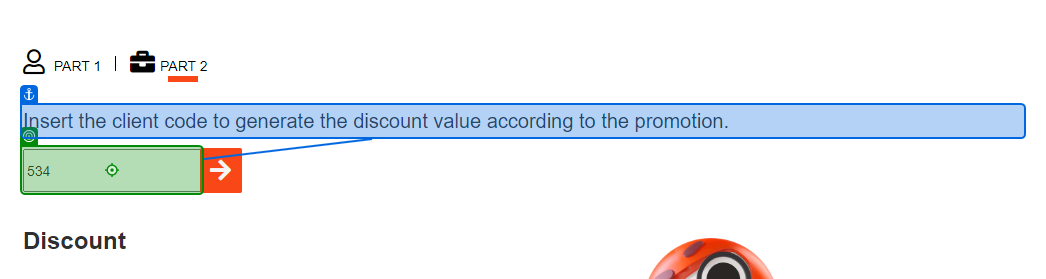 PART 1 | PART 2
Insert the client code to generate the discount value according to the promotion.
534
Discount